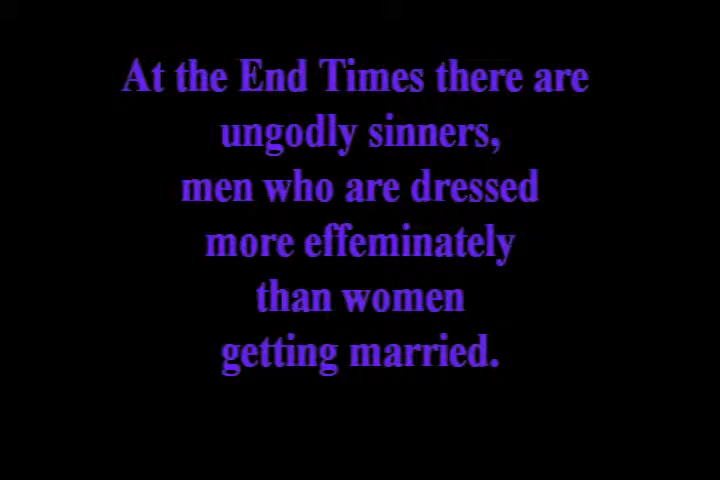 At the End Times there are
ungodly sinners,
men who are dressed
more effeminately
than women
getting married.